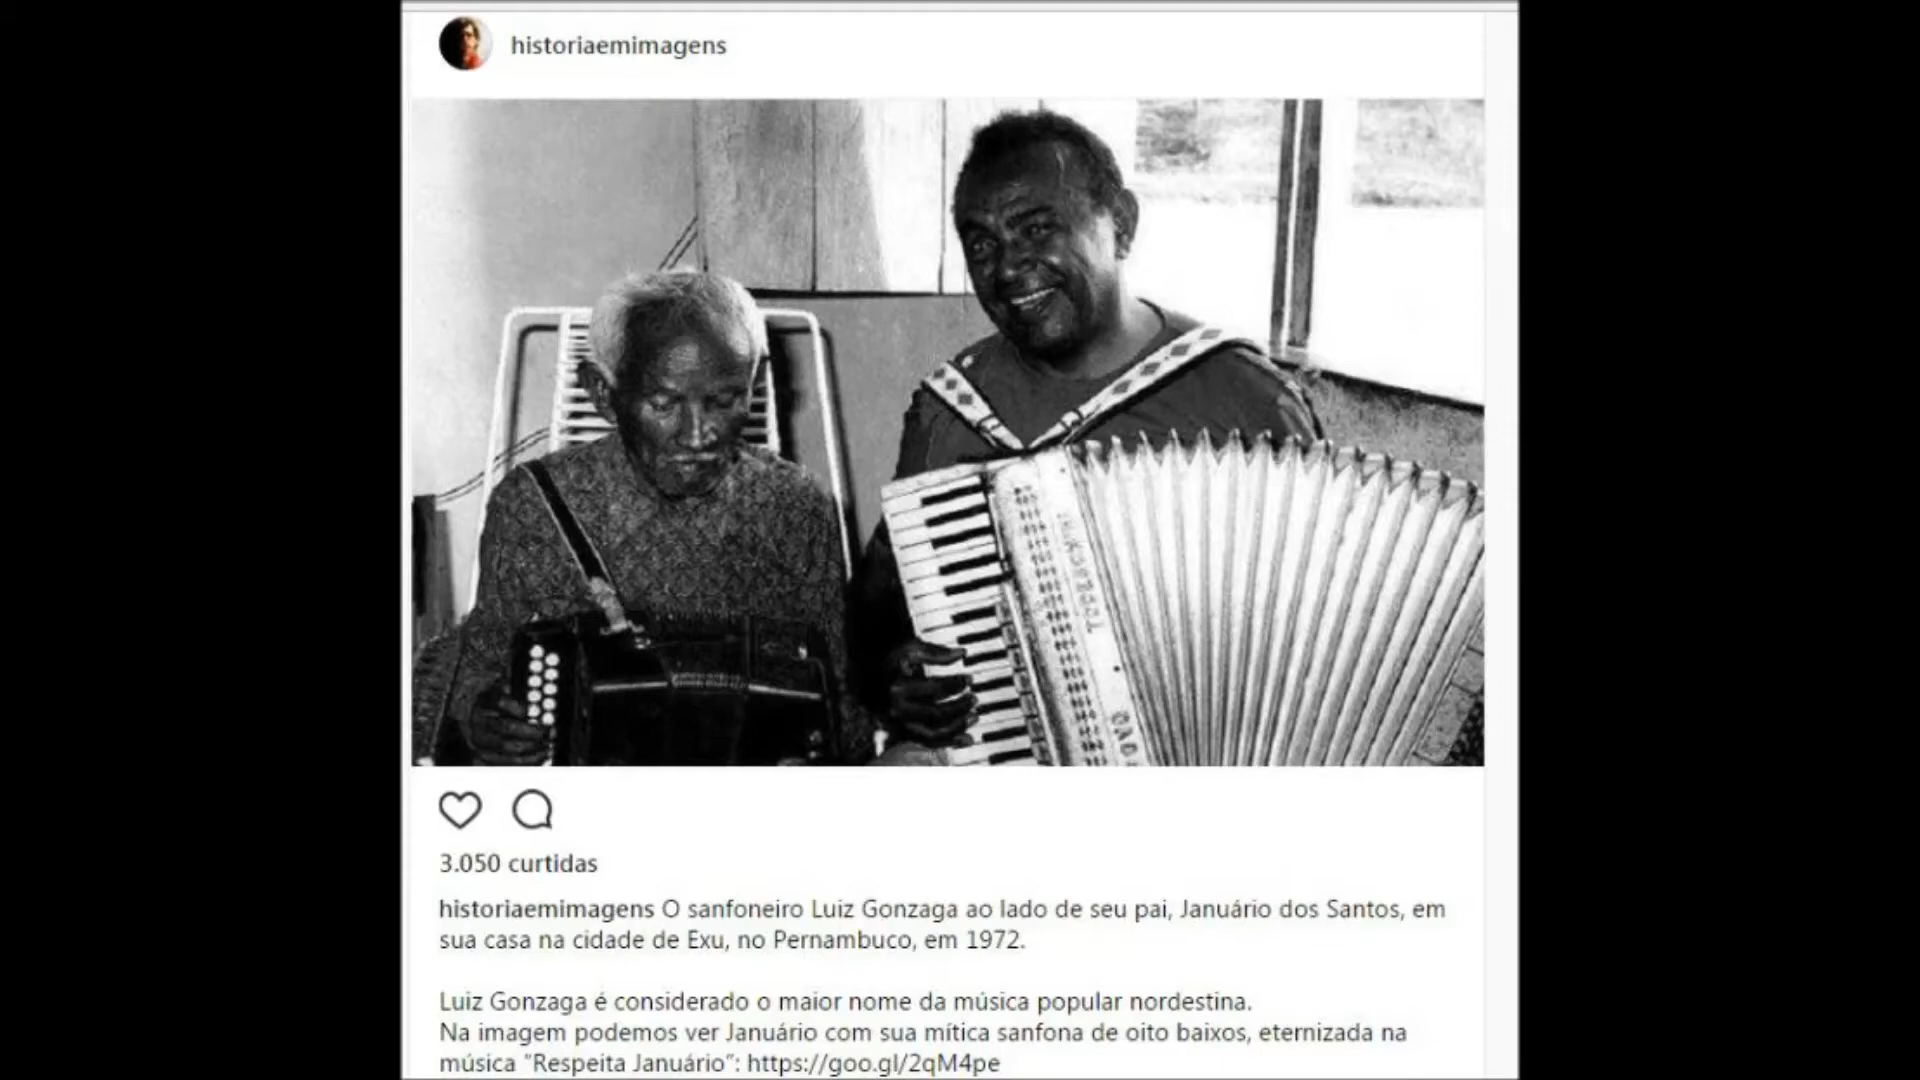 historiaemimagens
TODESCHINI
3.050 curtidas
historiaemimagens O sanfoneiro Luiz Gonzaga ao lado de seu pai, Januário dos Santos, em
sua casa na cidade de Exu, no Pernambuco, em 1972.
Luiz Gonzaga é considerado o maior nome da música popular nordestina.
Na imagem podemos ver Januário com sua mítica sanfona de oito baixos, eternizada na
música "Respeita Januário": https://goo.gl/2qM4pe